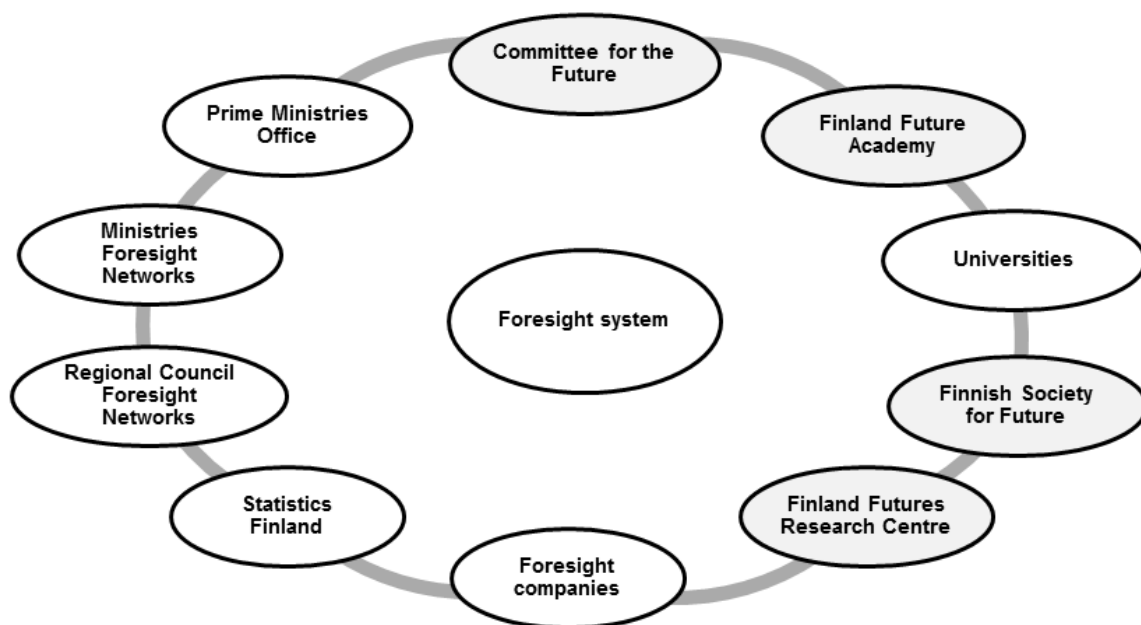 Committee for the
Future
Prime Ministries
Office
Finland Future
Academy
Ministries
Foresight
Networks
Universities
Foresight system
Regional Council
Foresight
Networks
Finnish Society
for Future
Statistics
Finland
Finland Futures
Research Centre
Foresight
companies